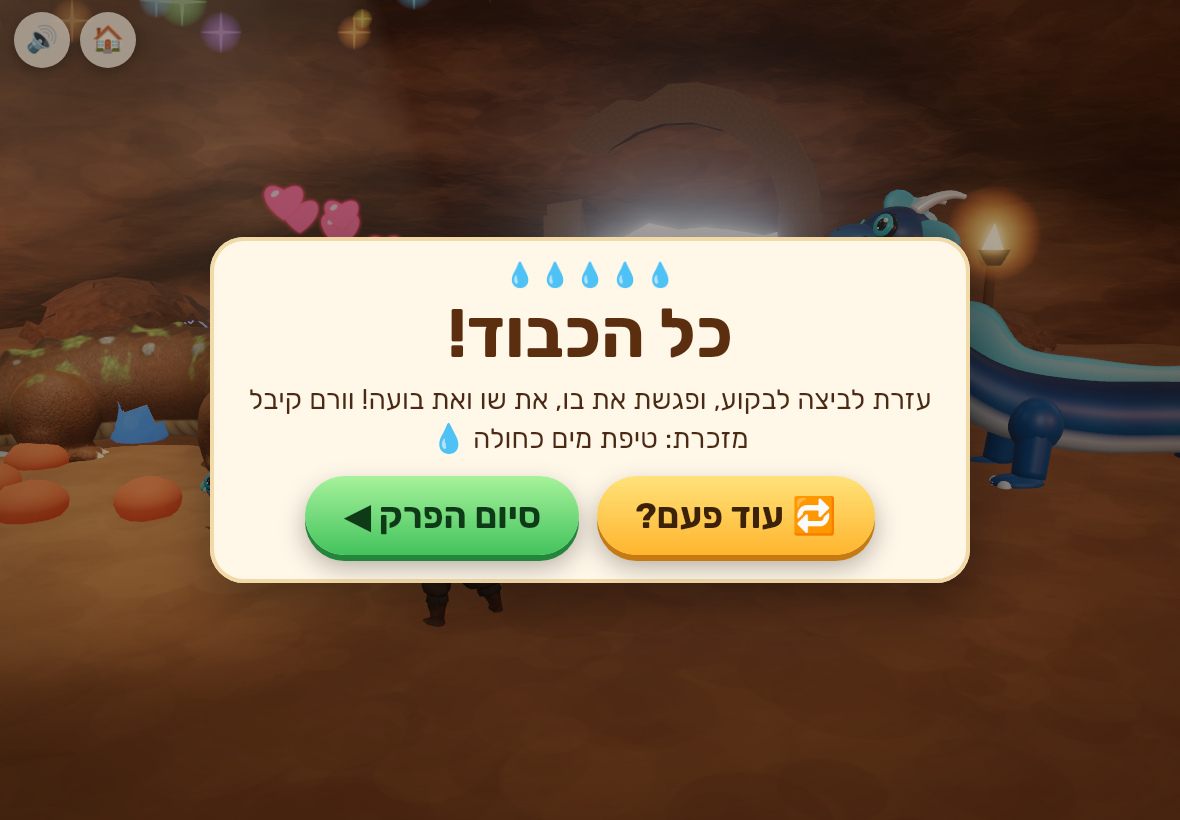 כל הכבוד!
עזרת לביצה לבקוע, ופגשת את בו, את שו ואת בועה! וורם קיבל
מזכרת: טיפת מים כחולה 💧
🔁 עוד פעם?
סיום הפרק ◀